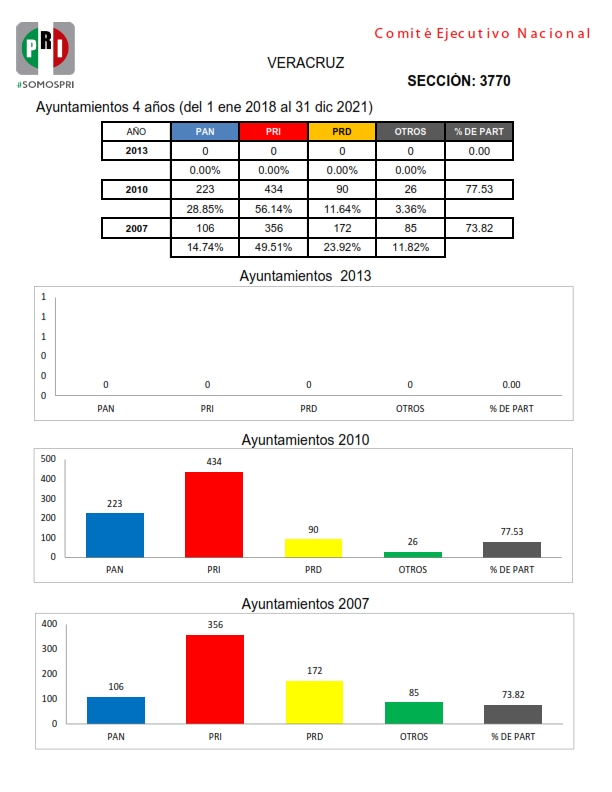 Comité Ejecutivo Nacional
PRI
#SOMOSPRI
VERACRUZ
SECCIÓN: 3770
Ayuntamientos 4 años (del 1 ene 2018 al 31 dic 2021)
AÑO PAN PRI PRD OTROS % DE PART
2013 0 0 0 0 0.00
0.00% 0.00% 0.00% 0.00%
2010 223 434 90 26 77.53
28.85% 56.14% 11.64% 3.36%
2007 106 356 172 85 73.82
14.74% 49.51% 23.92% 11.82%
Ayuntamientos 2013
1
1
1
0
0
0
0 0 0 0 0.00
PAN PRI PRD OTROS % DE PART
Ayuntamientos 2010
500
400
300
200
100
0
223 434 90 26 77.53
PAN PRI PRD OTROS % DE PART
Ayuntamientos 2007
400
300
200
100
0
106 356 172 85 73.82
PAN PRI PRD OTROS % DE PART